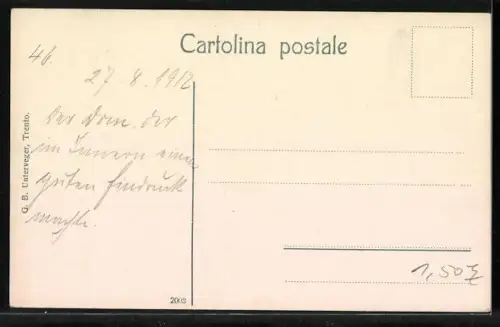 Cartolina postale
46.
27 8. 1912
Der Dom, der
im Innern einen
guten Eindruck
machte.
G. B. Unterveger, Trento.
2003
1,50